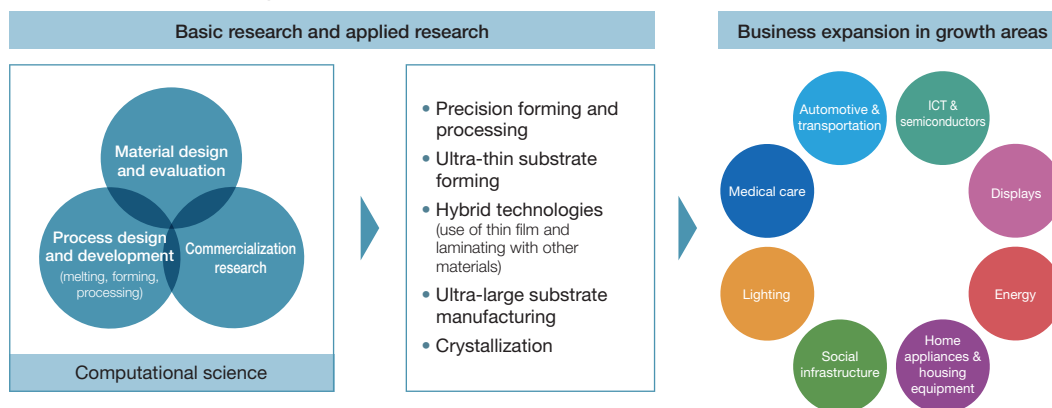 Basic research and applied research
Material design
and evaluation
Process design
and development
(melting, forming,
processing)
Commercialization
research
Computational science
• Precision forming and
processing
• Ultra-thin substrate
forming
• Hybrid technologies
(use of thin film and
laminating with other
materials)
• Ultra-large substrate
manufacturing
• Crystallization
Business expansion in growth areas
Automotive &
transportation
ICT &
semiconductors
Medical care
Displays
Lighting
Energy
Social
infrastructure
Home
appliances &
housing
equipment